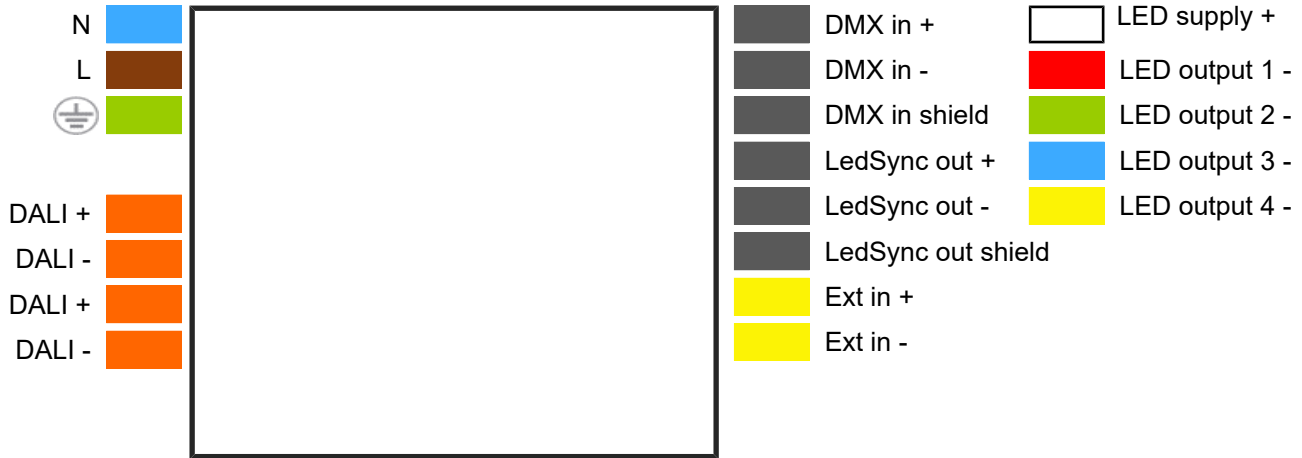 N
L
DALI +
DALI -
DALI +
DALI -
DMX in +
DMX in -
DMX in shield
LedSync out +
LedSync out -
LedSync out shield
Ext in +
Ext in -
LED supply +
LED output 1 -
LED output 2 -
LED output 3 -
LED output 4 -